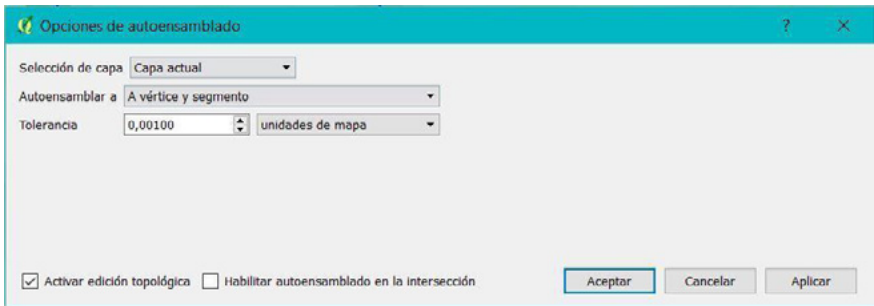 Opciones de autoensamblado ? ×
Selección de capa Capa actual
Autoensamblar a A vértice y segmento
Tolerancia 0,00100 unidades de mapa
Activar edición topológica Habilitar autoensamblado en la intersección Aceptar Cancelar Aplicar